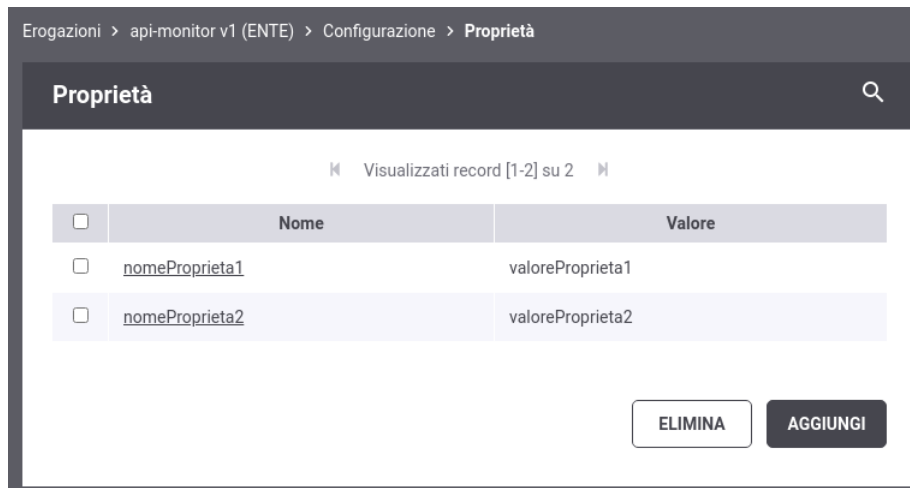 Erogazioni > api-monitor v1 (ENTE) > Configurazione > Proprietà
Proprietà
Visualizzati record [1-2] su 2
Nome Valore
nomeProprieta1 valoreProprieta1
nomeProprieta2 valoreProprieta2
ELIMINA AGGIUNGI